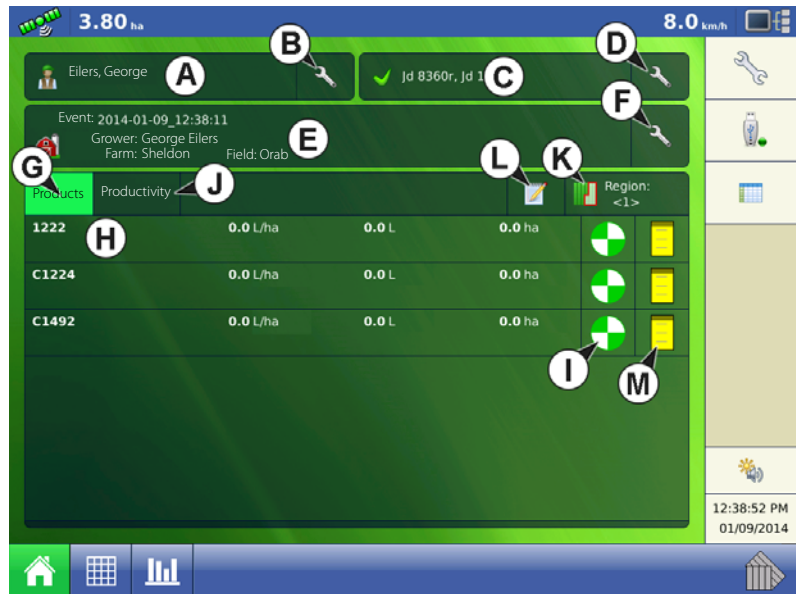 3.80 ha
8.0 km/h
B
D
Eilers, George
A
Jd 8360r, Jd 1
C
F
Event: 2014-01-09_12:38:11
Grower: George Eilers
E
Farm: Sheldon Field: Orab
G
L
K
Products
Productivity
J
Region:
<1>
1222 0.0 L/ha 0.0 L 0.0 ha
H
C1224 0.0 L/ha 0.0 L 0.0 ha
C1492 0.0 L/ha 0.0 L 0.0 ha
I
M
12:38:52 PM
01/09/2014